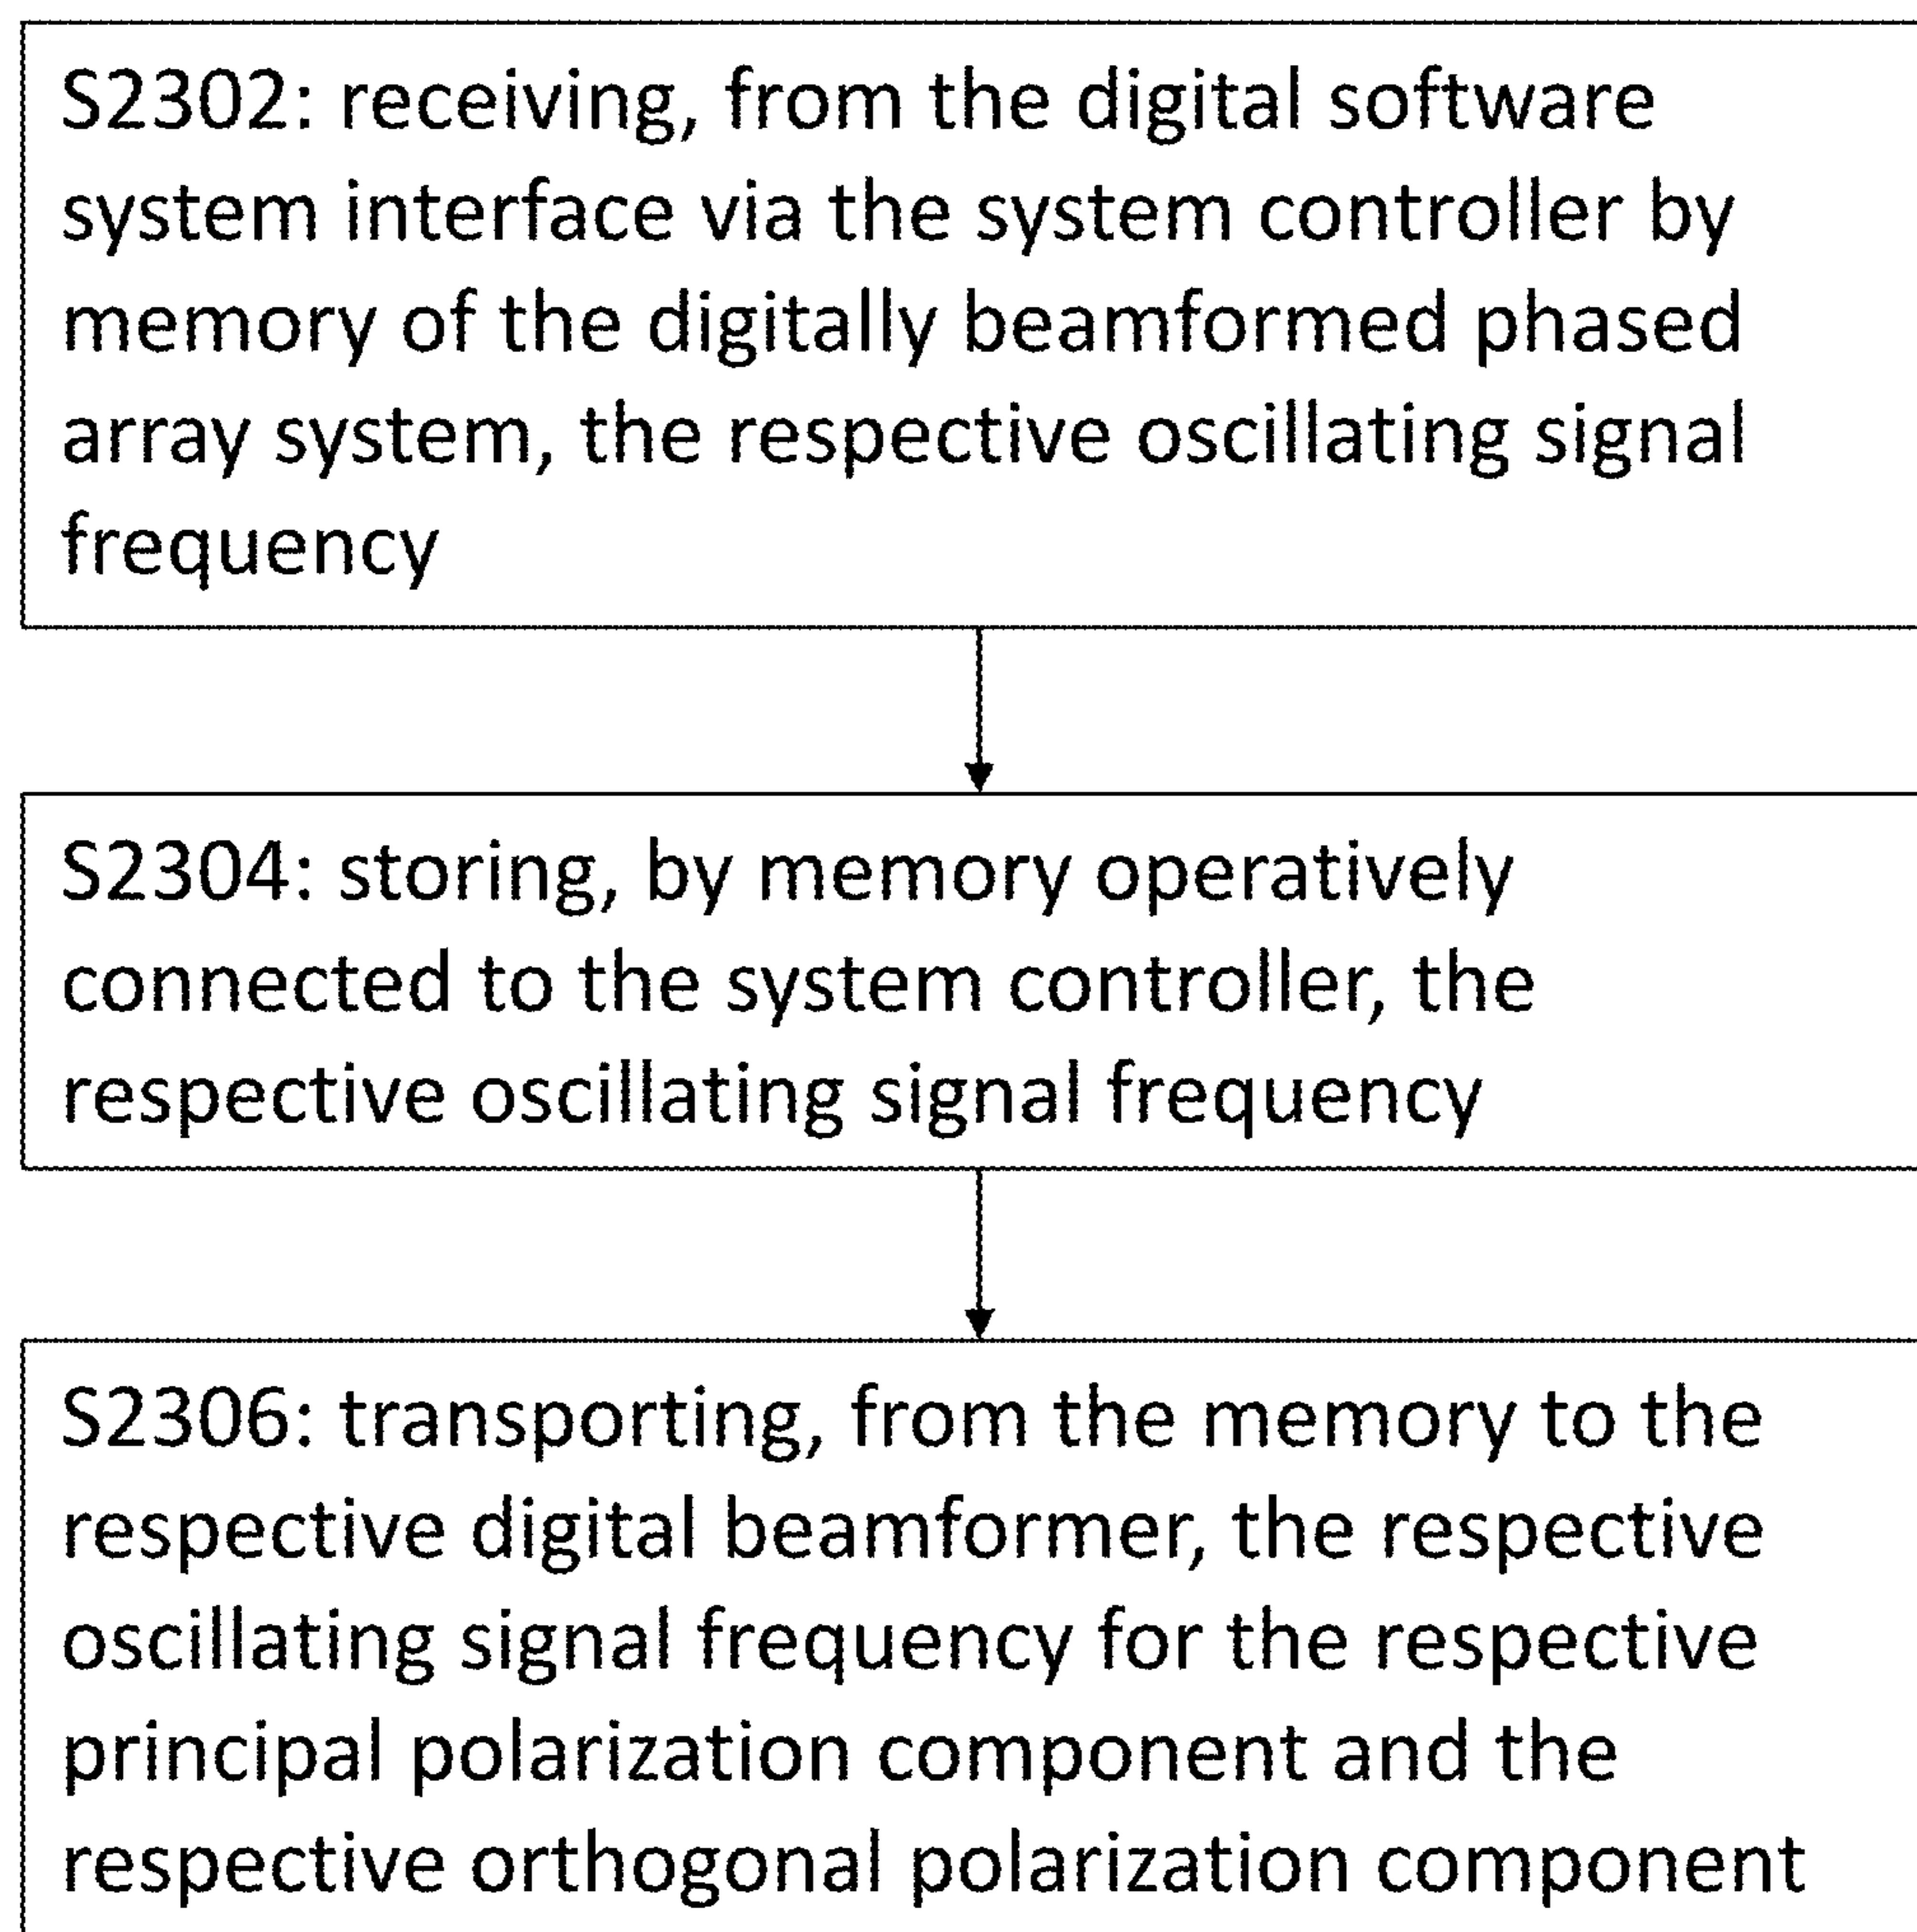 S2302: receiving, from the digital software
system interface via the system controller by
memory of the digitally beamformed phased
array system, the respective oscillating signal
frequency
S2304: storing, by memory operatively
connected to the system controller, the
respective oscillating signal frequency
S2306: transporting, from the memory to the
respective digital beamformer, the respective
oscillating signal frequency for the respective
principal polarization component and the
respective orthogonal polarization component